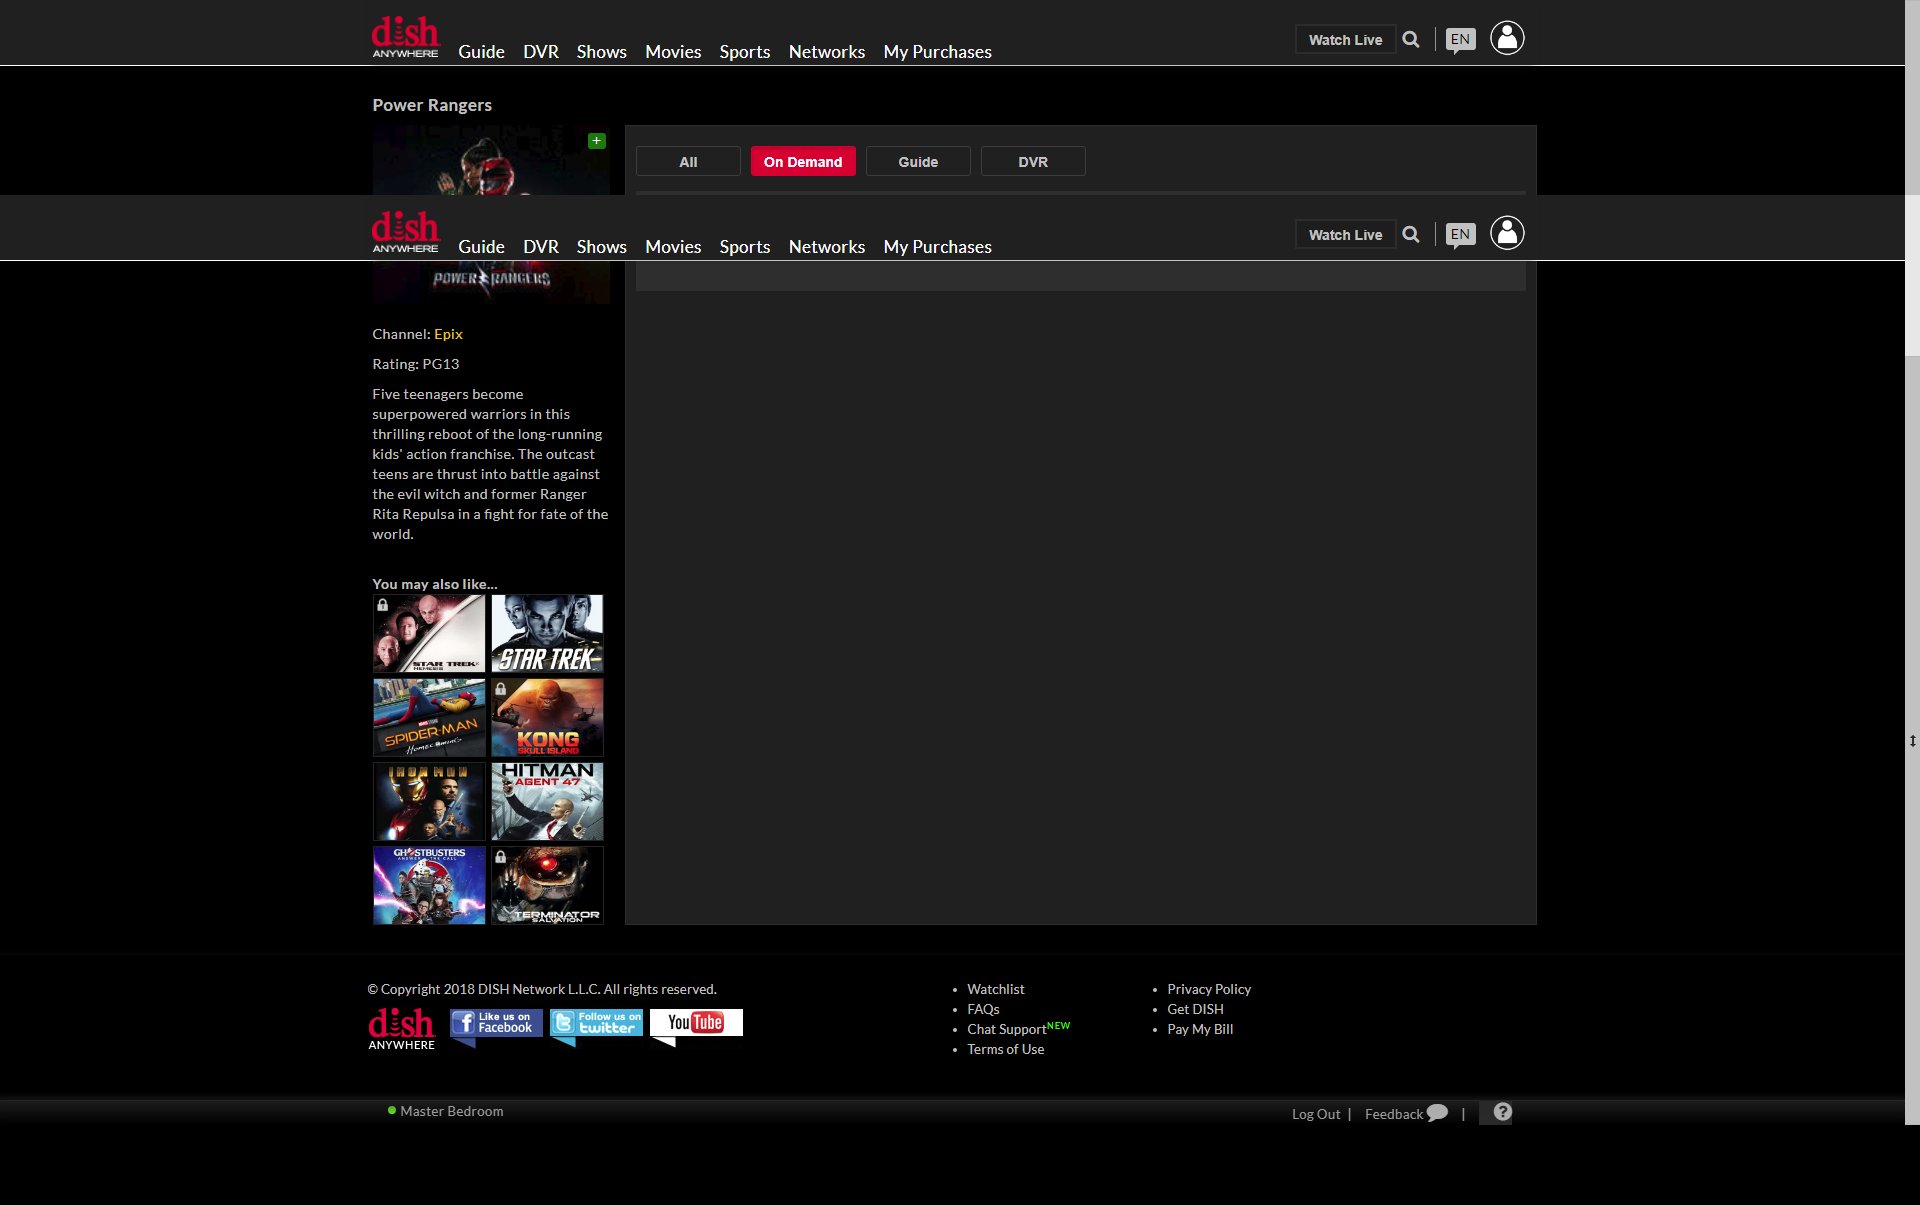 dish
ANYWHERE
Guide DVR Shows Movies Sports Networks My Purchases
Watch Live
EN
Power Rangers
+
All On Demand Guide DVR
dish
ANYWHERE
Guide DVR Shows Movies Sports Networks My Purchases
Watch Live
EN
POWER RANGERS
Channel: Epix
Rating: PG13
Five teenagers become
superpowered warriors in this
thrilling reboot of the long-running
kids' action franchise. The outcast
teens are thrust into battle against
the evil witch and former Ranger
Rita Repulsa in a fight for fate of the
world.
You may also like...
STAR TREK
NEMESIS
STAR TREK
SPIDER-MAN
HOMECOMING
KONG
SKULL ISLAND
IRON MAN
HITMAN
AGENT 47
GHOSTBUSTERS
ANSWER THE CALL
TERMINATOR
SALVATION
© Copyright 2018 DISH Network L.L.C. All rights reserved.
dish
ANYWHERE
f Like us on
Facebook
Follow us on
twitter
YouTube
• Watchlist
• FAQs
• Chat Support NEW
• Terms of Use
• Privacy Policy
• Get DISH
• Pay My Bill
Master Bedroom
Log Out | Feedback | ?